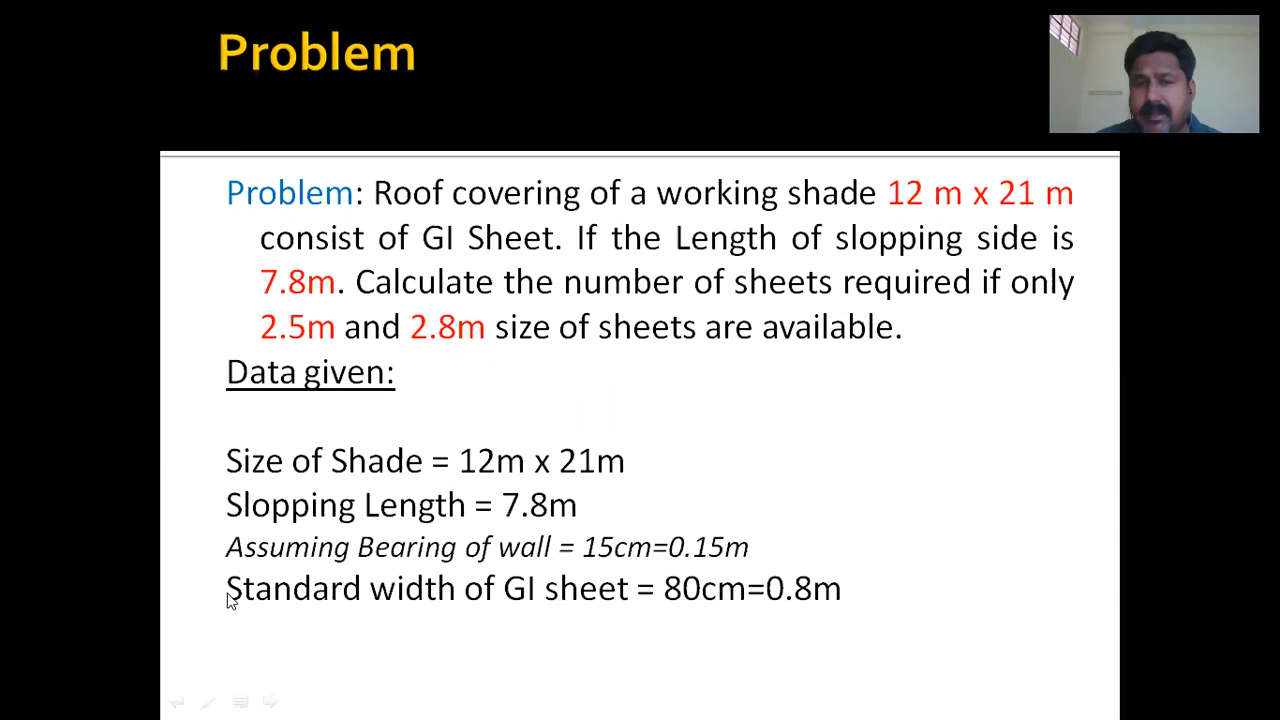 Problem
Problem: Roof covering of a working shade 12 m x 21 m
consist of GI Sheet. If the Length of slopping side is
7.8m. Calculate the number of sheets required if only
2.5m and 2.8m size of sheets are available.
Data given:
Size of Shade = 12m x 21m
Slopping Length = 7.8m
Assuming Bearing of wall = 15cm=0.15m
Standard width of GI sheet = 80cm=0.8m